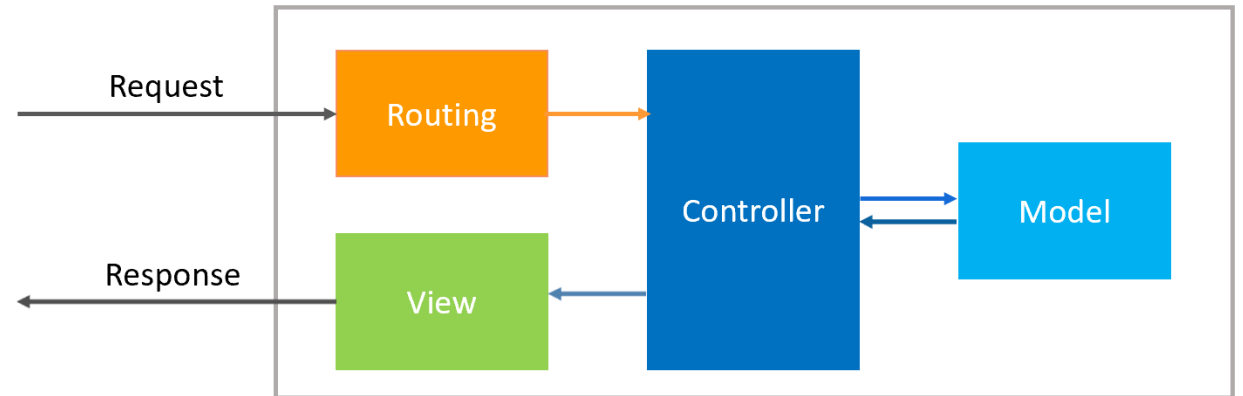 Request
Routing
Controller
Model
Response
View